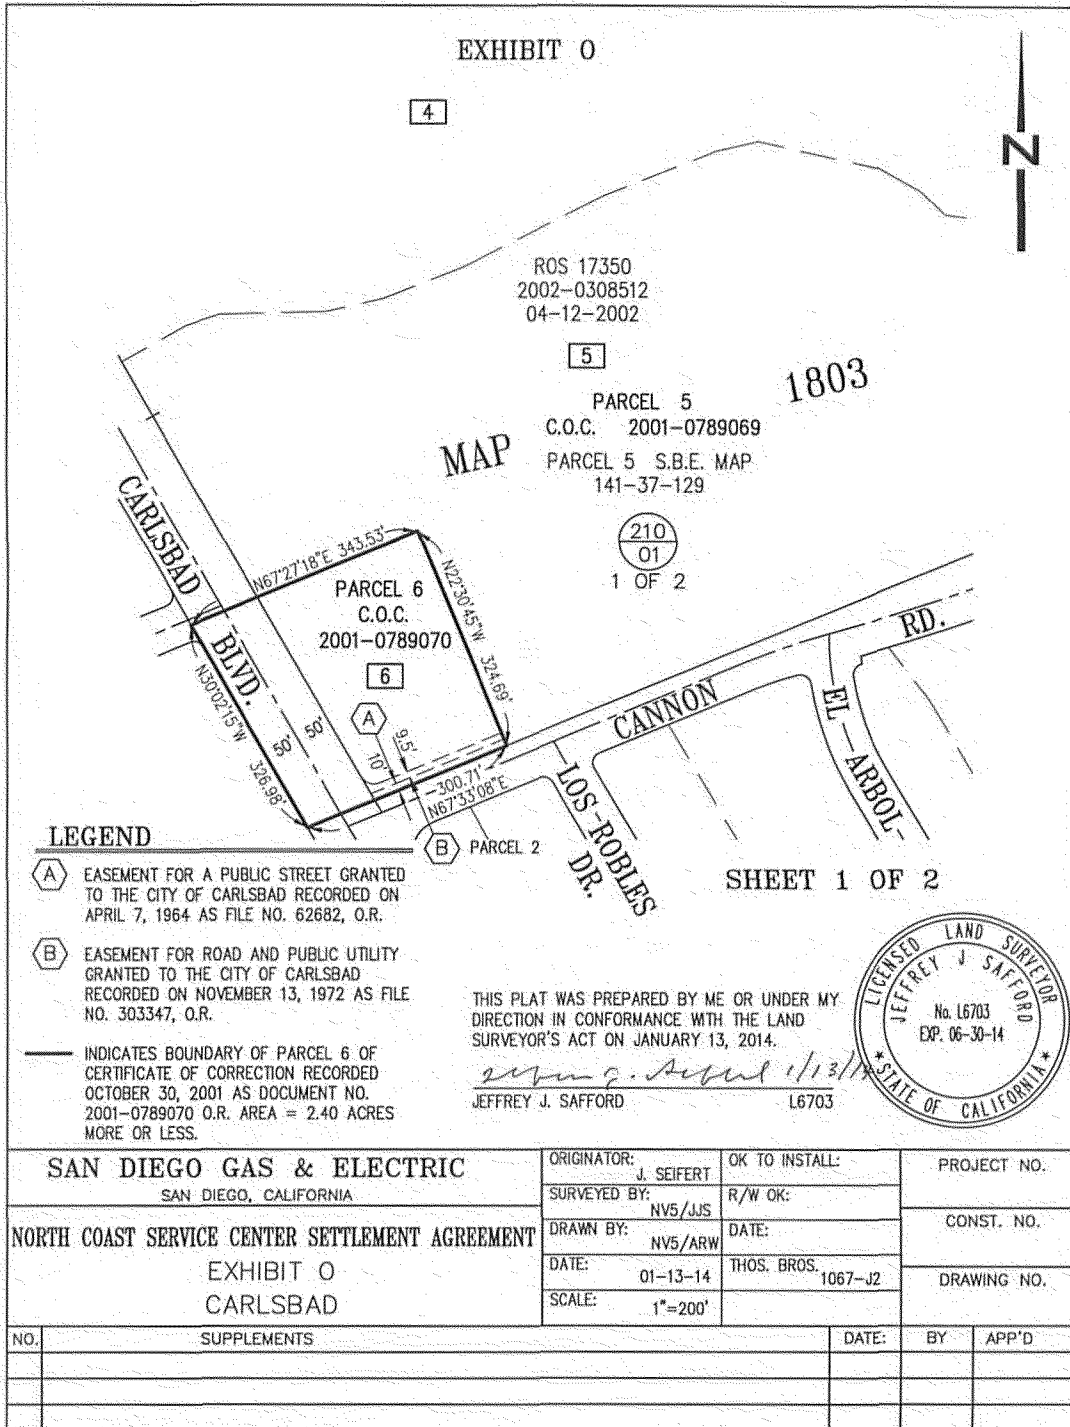 EXHIBIT O
4
N
ROS 17350
2002-0308512
04-12-2002
5
MAP 1803
PARCEL 5
C.O.C. 2001-0789069
PARCEL 5 S.B.E. MAP
141-37-129
210
01
1 OF 2
CARLSBAD BLVD.
N67°27'18"E 343.53'
N22°30'45"W 324.69'
PARCEL 6
C.O.C.
2001-0789070
6
N30°02'15"W 326.98'
50' 50'
A
10' 9.5'
300.71'
N67°33'08"E
B PARCEL 2
CANNON RD.
EL ARBOL
LOS ROBLES
DR.
SHEET 1 OF 2
LEGEND
A EASEMENT FOR A PUBLIC STREET GRANTED
TO THE CITY OF CARLSBAD RECORDED ON
APRIL 7, 1964 AS FILE NO. 62682, O.R.
B EASEMENT FOR ROAD AND PUBLIC UTILITY
GRANTED TO THE CITY OF CARLSBAD
RECORDED ON NOVEMBER 13, 1972 AS FILE
NO. 303347, O.R.
INDICATES BOUNDARY OF PARCEL 6 OF
CERTIFICATE OF CORRECTION RECORDED
OCTOBER 30, 2001 AS DOCUMENT NO.
2001-0789070 O.R. AREA = 2.40 ACRES
MORE OR LESS.
THIS PLAT WAS PREPARED BY ME OR UNDER MY
DIRECTION IN CONFORMANCE WITH THE LAND
SURVEYOR'S ACT ON JANUARY 13, 2014.
1/13/14
JEFFREY J. SAFFORD L6703
LICENSED LAND SURVEYOR
JEFFREY J SAFFORD
No. L6703
EXP. 06-30-14
STATE OF CALIFORNIA
SAN DIEGO GAS & ELECTRIC
SAN DIEGO, CALIFORNIA
NORTH COAST SERVICE CENTER SETTLEMENT AGREEMENT
EXHIBIT O
CARLSBAD
ORIGINATOR: J. SEIFERT
SURVEYED BY: NV5/JJS
DRAWN BY: NV5/ARW
DATE: 01-13-14
SCALE: 1"=200'
OK TO INSTALL:
R/W OK:
DATE:
THOS. BROS. 1067-J2
PROJECT NO.
CONST. NO.
DRAWING NO.
NO. SUPPLEMENTS DATE: BY APP'D